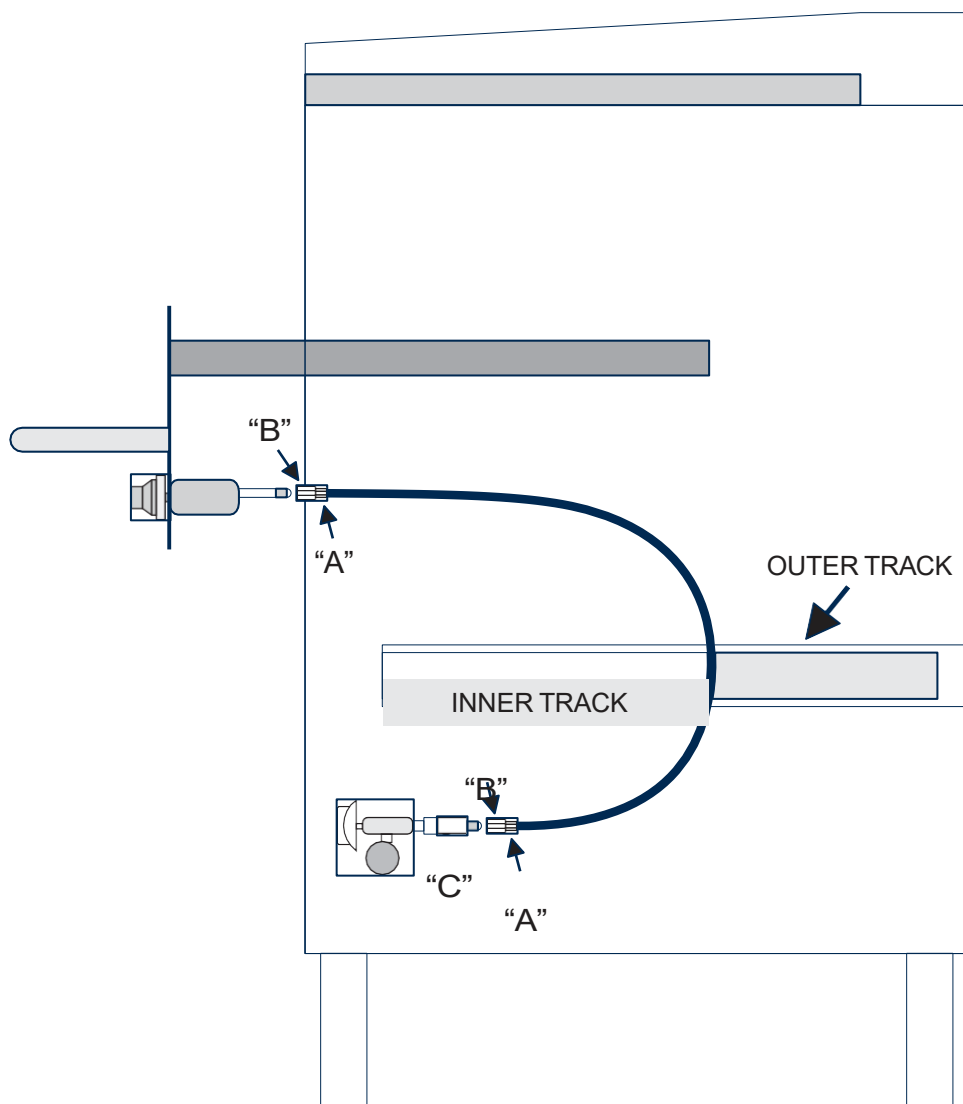 “B”
“A”
OUTER TRACK
INNER TRACK
“B”
“C”
“A”